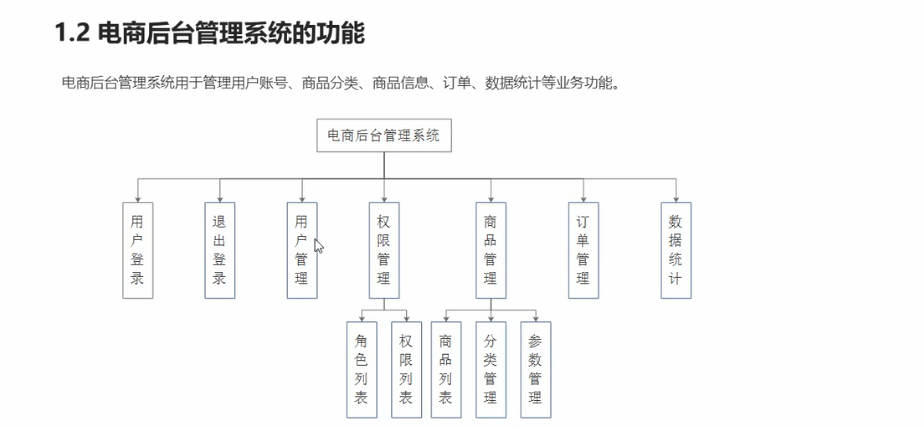 1.2 电商后台管理系统的功能
电商后台管理系统用于管理用户账号、商品分类、商品信息、订单、数据统计等业务功能。
电商后台管理系统
用户登录
退出登录
用户管理
权限管理
商品管理
订单管理
数据统计
角色列表
权限列表
商品列表
分类管理
参数管理